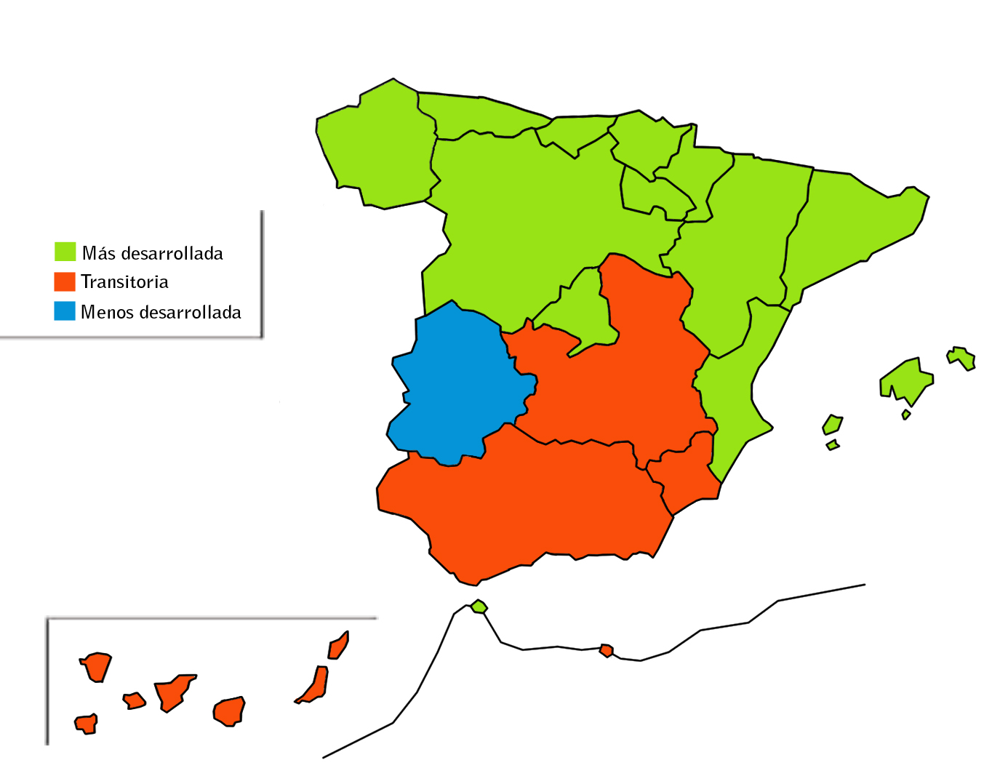 Más desarrollada
Transitoria
Menos desarrollada